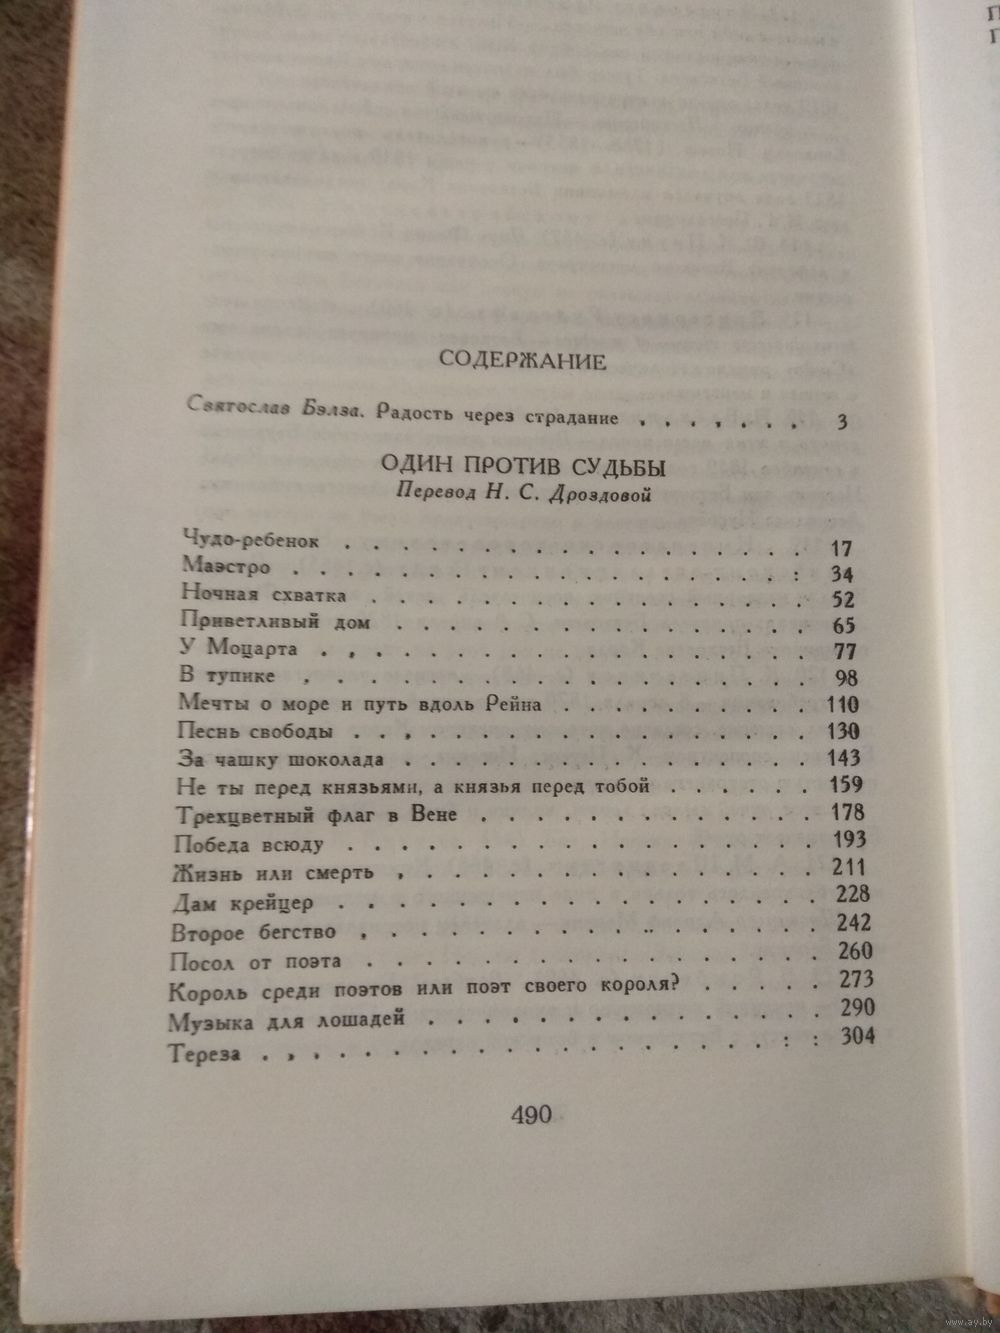 СОДЕРЖАНИЕ
Святослав Бэлза. Радость через страдание . . . . . . . 3
ОДИН ПРОТИВ СУДЬБЫ
Перевод Н. С. Дроздовой
Чудо-ребенок . . . . . . . . . . . . . . . . . . 17
Маэстро . . . . . . . . . . . . . . . . . . . : 34
Ночная схватка . . . . . . . . . . . . . . . . . 52
Приветливый дом . . . . . . . . . . . . . . . . 65
У Моцарта . . . . . . . . . . . . . . . . . . . 77
В тупике . . . . . . . . . . . . . . . . . . . 98
Мечты о море и путь вдоль Рейна . . . . . . . . . . 110
Песнь свободы . . . . . . . . . . . . . . . . . . 130
За чашку шоколада . . . . . . . . . . . . . . . . 143
Не ты перед князьями, а князья перед тобой . . . . . . 159
Трехцветный флаг в Вене . . . . . . . . . . . . . 178
Победа всюду . . . . . . . . . . . . . . . . . . 193
Жизнь или смерть . . . . . . . . . . . . . . . . 211
Дам крейцер . . . . . . . . . . . . . . . . . . 228
Второе бегство . . . . . . . . . . . . . . . . . 242
Посол от поэта . . . . . . . . . . . . . . . . . 260
Король среди поэтов или поэт своего короля? . . . . . 273
Музыка для лошадей . . . . . . . . . . . . . . . 290
Тереза . . . . . . . . . . . . . . . . . . . : : 304
490
www.ay.by